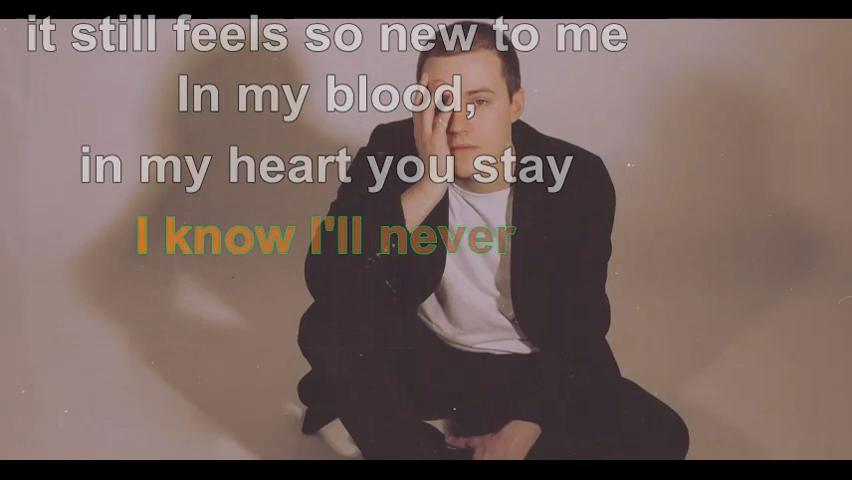 it still feels so new to me
In my blood,
in my heart you stay
I know I'll never